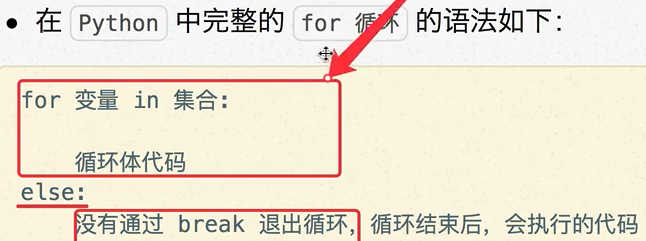 • 在 Python 中完整的 for 循环 的语法如下：
for 变量 in 集合:
循环体代码
else:
没有通过 break 退出循环, 循环结束后, 会执行的代码